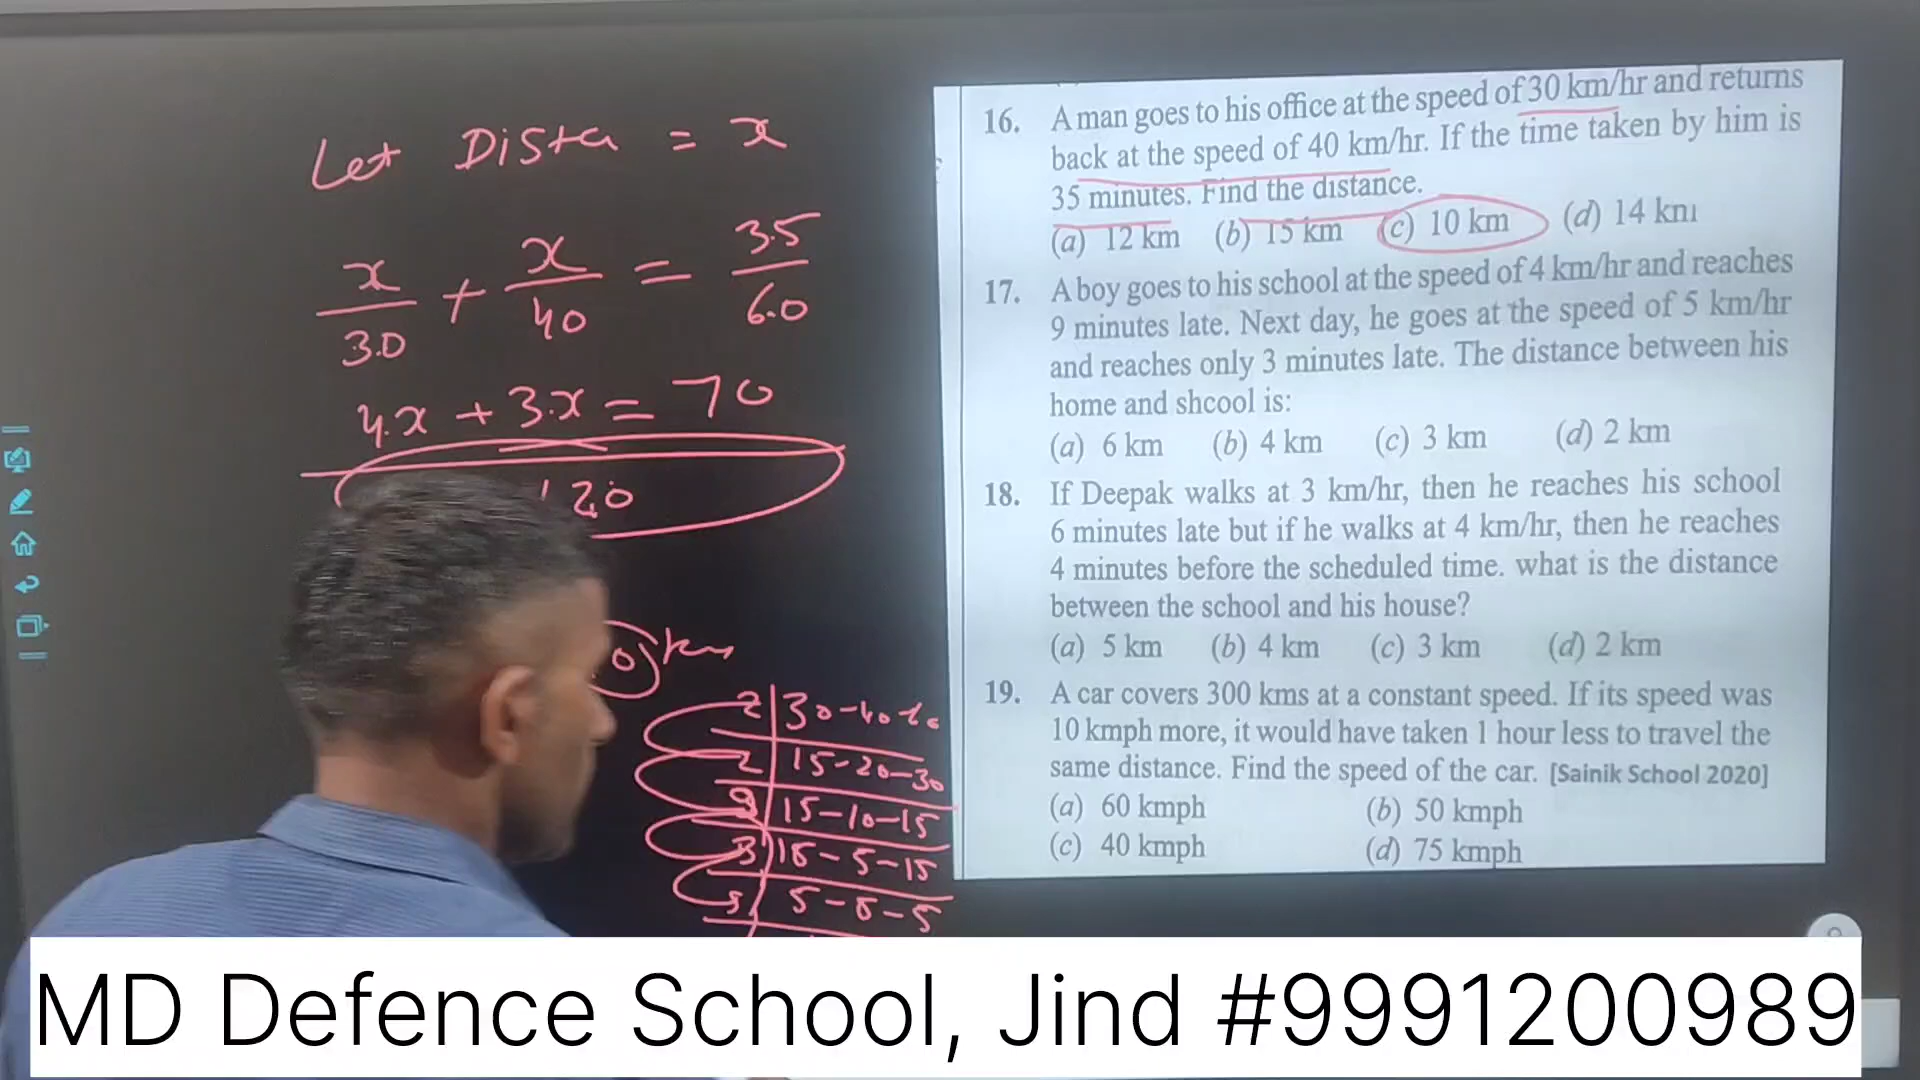 Let Dista = x
x/30 + x/40 = 35/60
4x + 3x = 70
120
km
2 | 30-40-60
2 | 15-20-30
2 | 15-10-15
3 | 15-5-15
5 | 5-5-5
16. A man goes to his office at the speed of 30 km/hr and returns
back at the speed of 40 km/hr. If the time taken by him is
35 minutes. Find the distance.
(a) 12 km (b) 15 km (c) 10 km (d) 14 km
17. A boy goes to his school at the speed of 4 km/hr and reaches
9 minutes late. Next day, he goes at the speed of 5 km/hr
and reaches only 3 minutes late. The distance between his
home and shcool is:
(a) 6 km (b) 4 km (c) 3 km (d) 2 km
18. If Deepak walks at 3 km/hr, then he reaches his school
6 minutes late but if he walks at 4 km/hr, then he reaches
4 minutes before the scheduled time. what is the distance
between the school and his house?
(a) 5 km (b) 4 km (c) 3 km (d) 2 km
19. A car covers 300 kms at a constant speed. If its speed was
10 kmph more, it would have taken 1 hour less to travel the
same distance. Find the speed of the car. [Sainik School 2020]
(a) 60 kmph (b) 50 kmph
(c) 40 kmph (d) 75 kmph
MD Defence School, Jind #9991200989